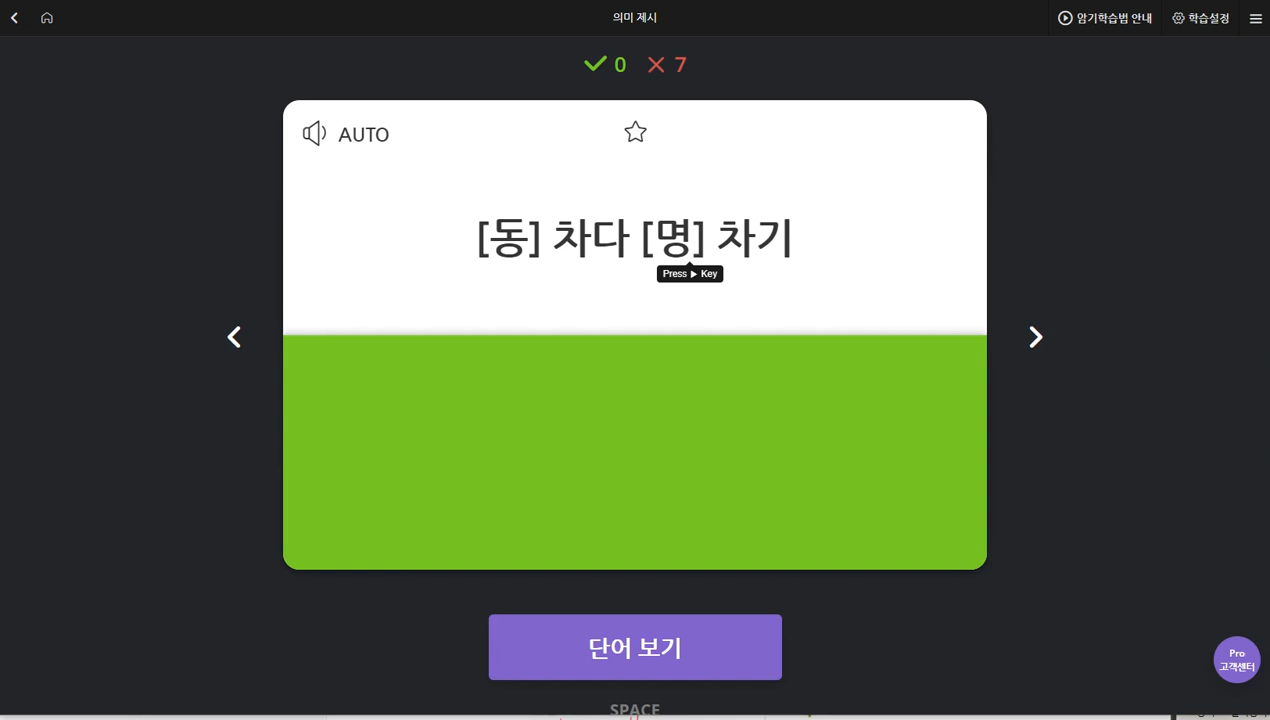 의미 제시
암기학습법 안내
학습설정
0
7
AUTO
[동] 차다 [명] 차기
Press ▶ Key
단어 보기
Pro
고객센터
SPACE